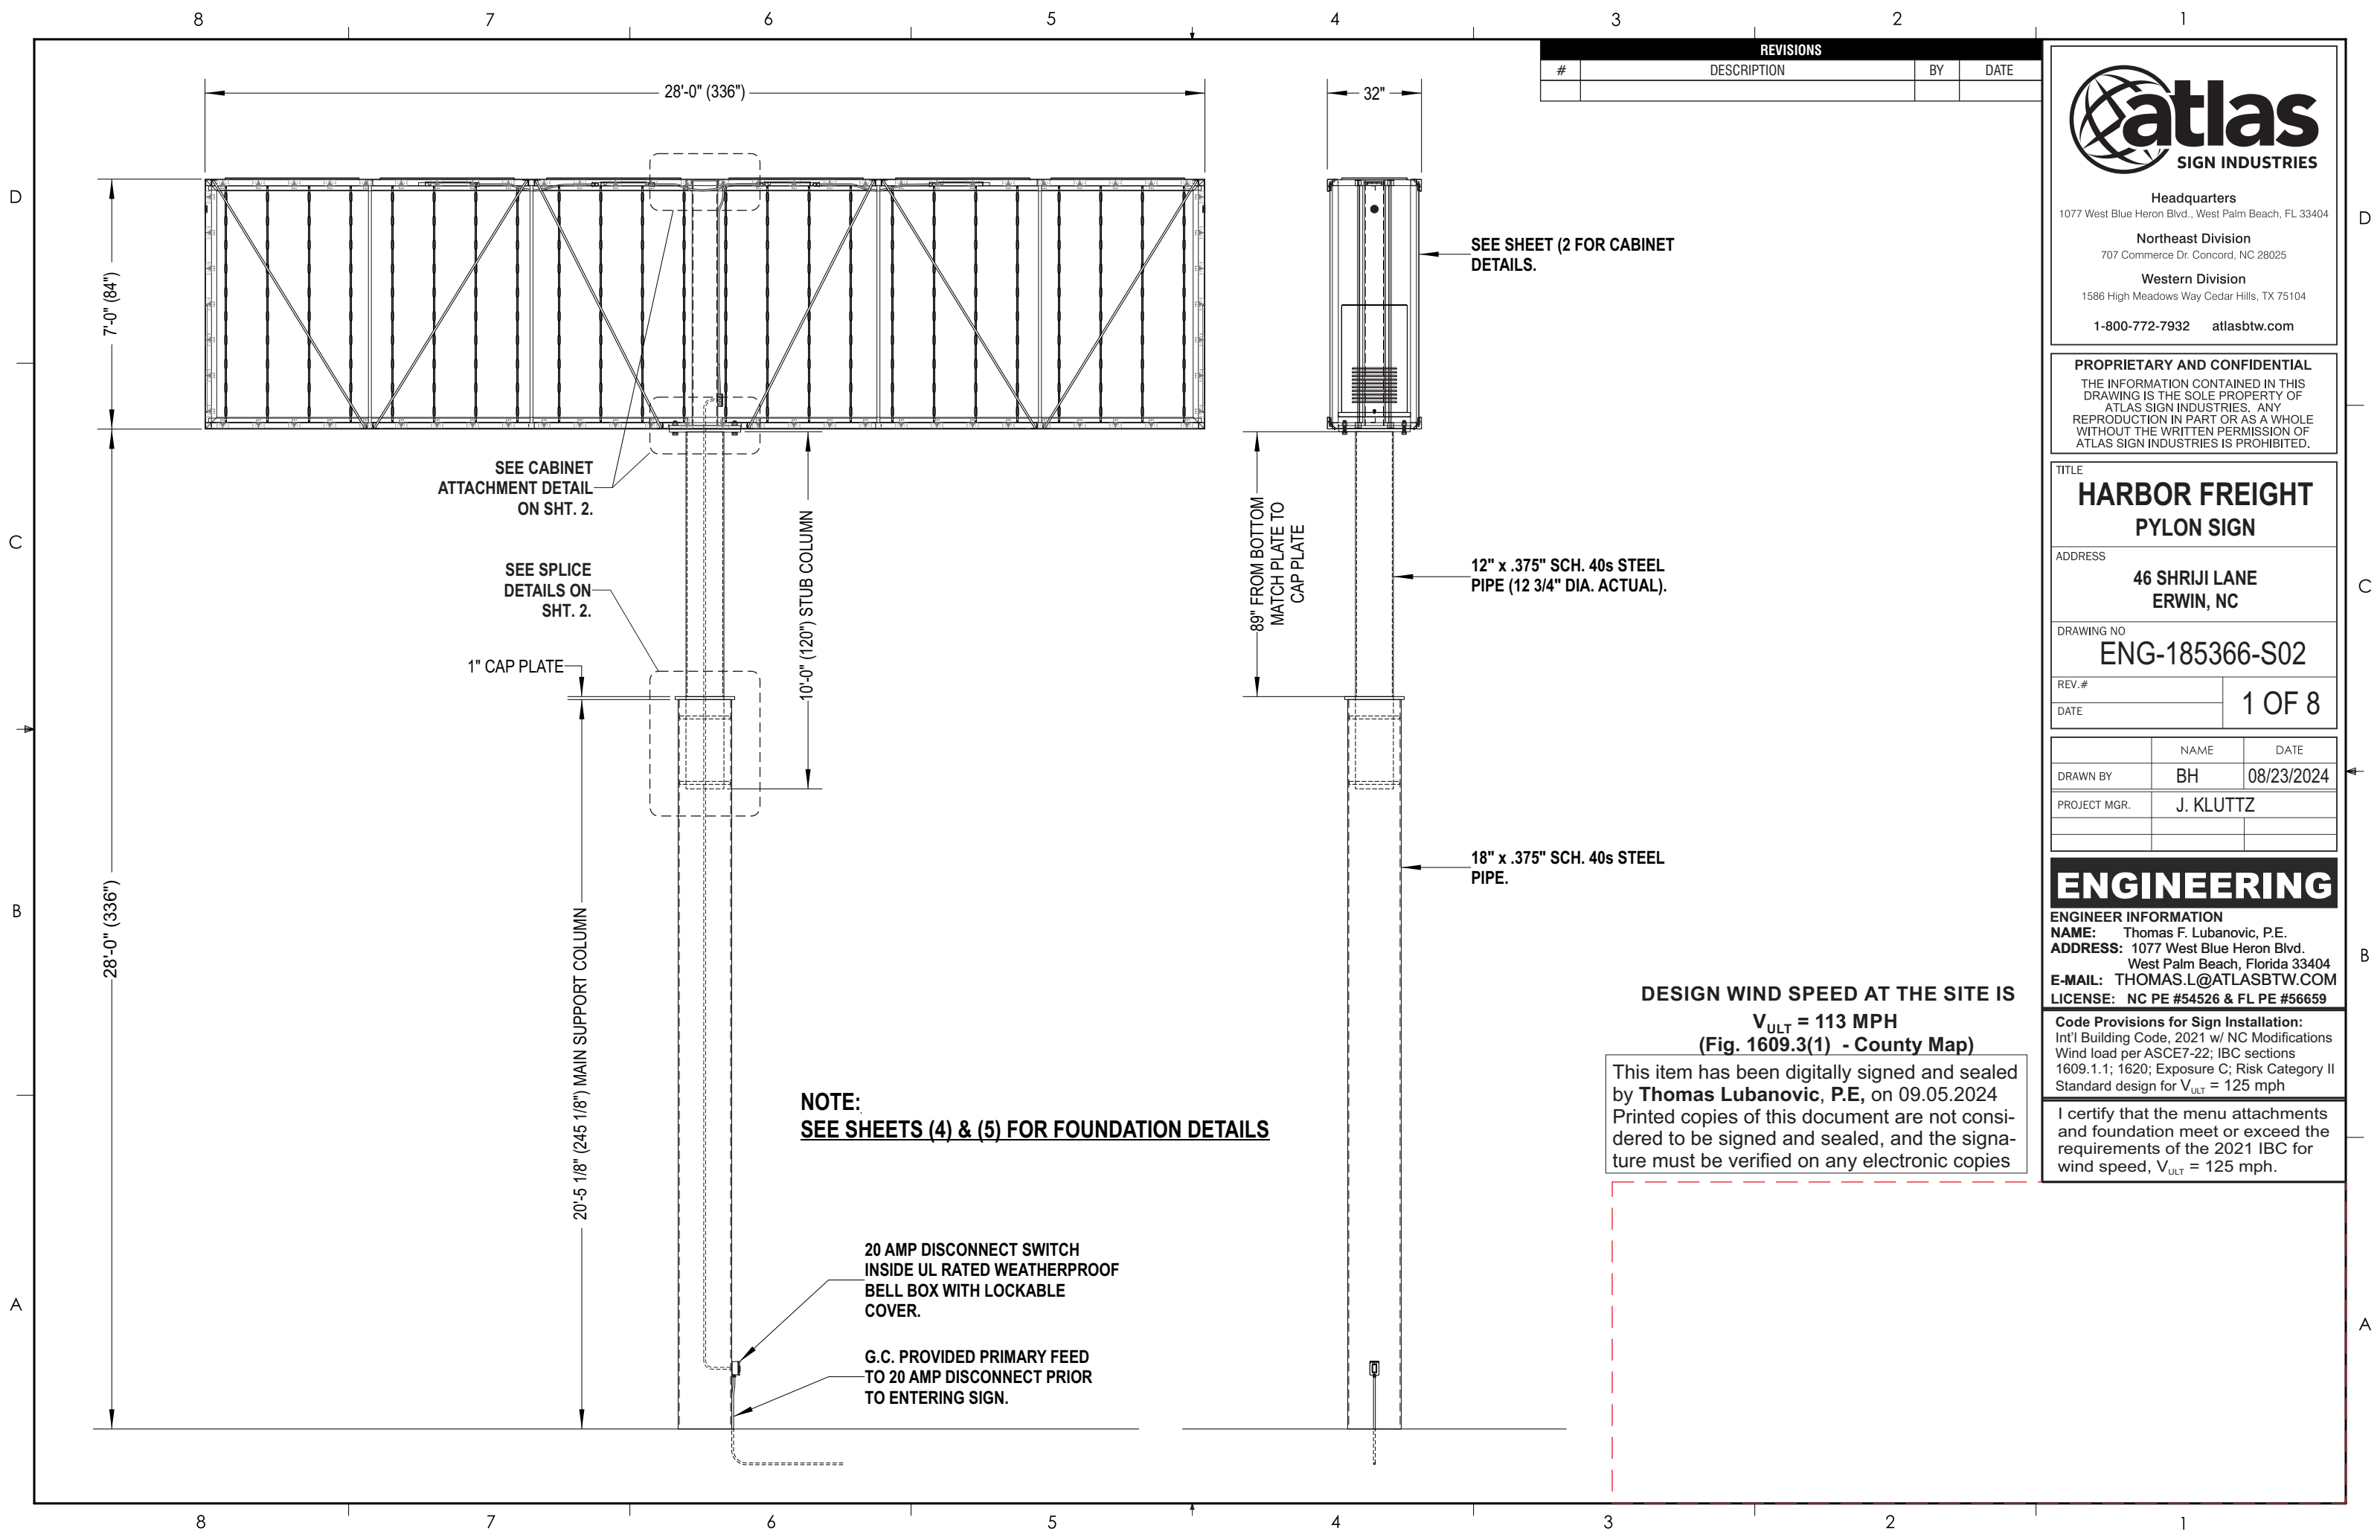 8 7 6 5 4 3 2 1
REVISIONS
# DESCRIPTION BY DATE
28'-0" (336")
32"
D
D
7'-0" (84")
SEE SHEET (2 FOR CABINET
DETAILS.
SEE CABINET
ATTACHMENT DETAIL
ON SHT. 2.
C
C
SEE SPLICE
DETAILS ON
SHT. 2.
10'-0" (120") STUB COLUMN
89" FROM BOTTOM
MATCH PLATE TO
CAP PLATE
12" x .375" SCH. 40s STEEL
PIPE (12 3/4" DIA. ACTUAL).
1" CAP PLATE
18" x .375" SCH. 40s STEEL
PIPE.
B
B
28'-0" (336")
20'-5 1/8" (245 1/8") MAIN SUPPORT COLUMN
NOTE:
SEE SHEETS (4) & (5) FOR FOUNDATION DETAILS
20 AMP DISCONNECT SWITCH
INSIDE UL RATED WEATHERPROOF
BELL BOX WITH LOCKABLE
COVER.
G.C. PROVIDED PRIMARY FEED
TO 20 AMP DISCONNECT PRIOR
TO ENTERING SIGN.
A
A
DESIGN WIND SPEED AT THE SITE IS
VULT = 113 MPH
(Fig. 1609.3(1) - County Map)
This item has been digitally signed and sealed
by Thomas Lubanovic, P.E, on 09.05.2024
Printed copies of this document are not consi-
dered to be signed and sealed, and the signa-
ture must be verified on any electronic copies
atlas
SIGN INDUSTRIES
Headquarters
1077 West Blue Heron Blvd., West Palm Beach, FL 33404
Northeast Division
707 Commerce Dr. Concord, NC 28025
Western Division
1586 High Meadows Way Cedar Hills, TX 75104
1-800-772-7932 atlasbtw.com
PROPRIETARY AND CONFIDENTIAL
THE INFORMATION CONTAINED IN THIS
DRAWING IS THE SOLE PROPERTY OF
ATLAS SIGN INDUSTRIES. ANY
REPRODUCTION IN PART OR AS A WHOLE
WITHOUT THE WRITTEN PERMISSION OF
ATLAS SIGN INDUSTRIES IS PROHIBITED.
TITLE
HARBOR FREIGHT
PYLON SIGN
ADDRESS
46 SHRIJI LANE
ERWIN, NC
DRAWING NO
ENG-185366-S02
REV.#
DATE
1 OF 8
NAME DATE
DRAWN BY BH 08/23/2024
PROJECT MGR. J. KLUTTZ
ENGINEERING
ENGINEER INFORMATION
NAME: Thomas F. Lubanovic, P.E.
ADDRESS: 1077 West Blue Heron Blvd.
West Palm Beach, Florida 33404
E-MAIL: THOMAS.L@ATLASBTW.COM
LICENSE: NC PE #54526 & FL PE #56659
Code Provisions for Sign Installation:
Int'l Building Code, 2021 w/ NC Modifications
Wind load per ASCE7-22; IBC sections
1609.1.1; 1620; Exposure C; Risk Category II
Standard design for VULT = 125 mph
I certify that the menu attachments
and foundation meet or exceed the
requirements of the 2021 IBC for
wind speed, VULT = 125 mph.
8 7 6 5 4 3 2 1